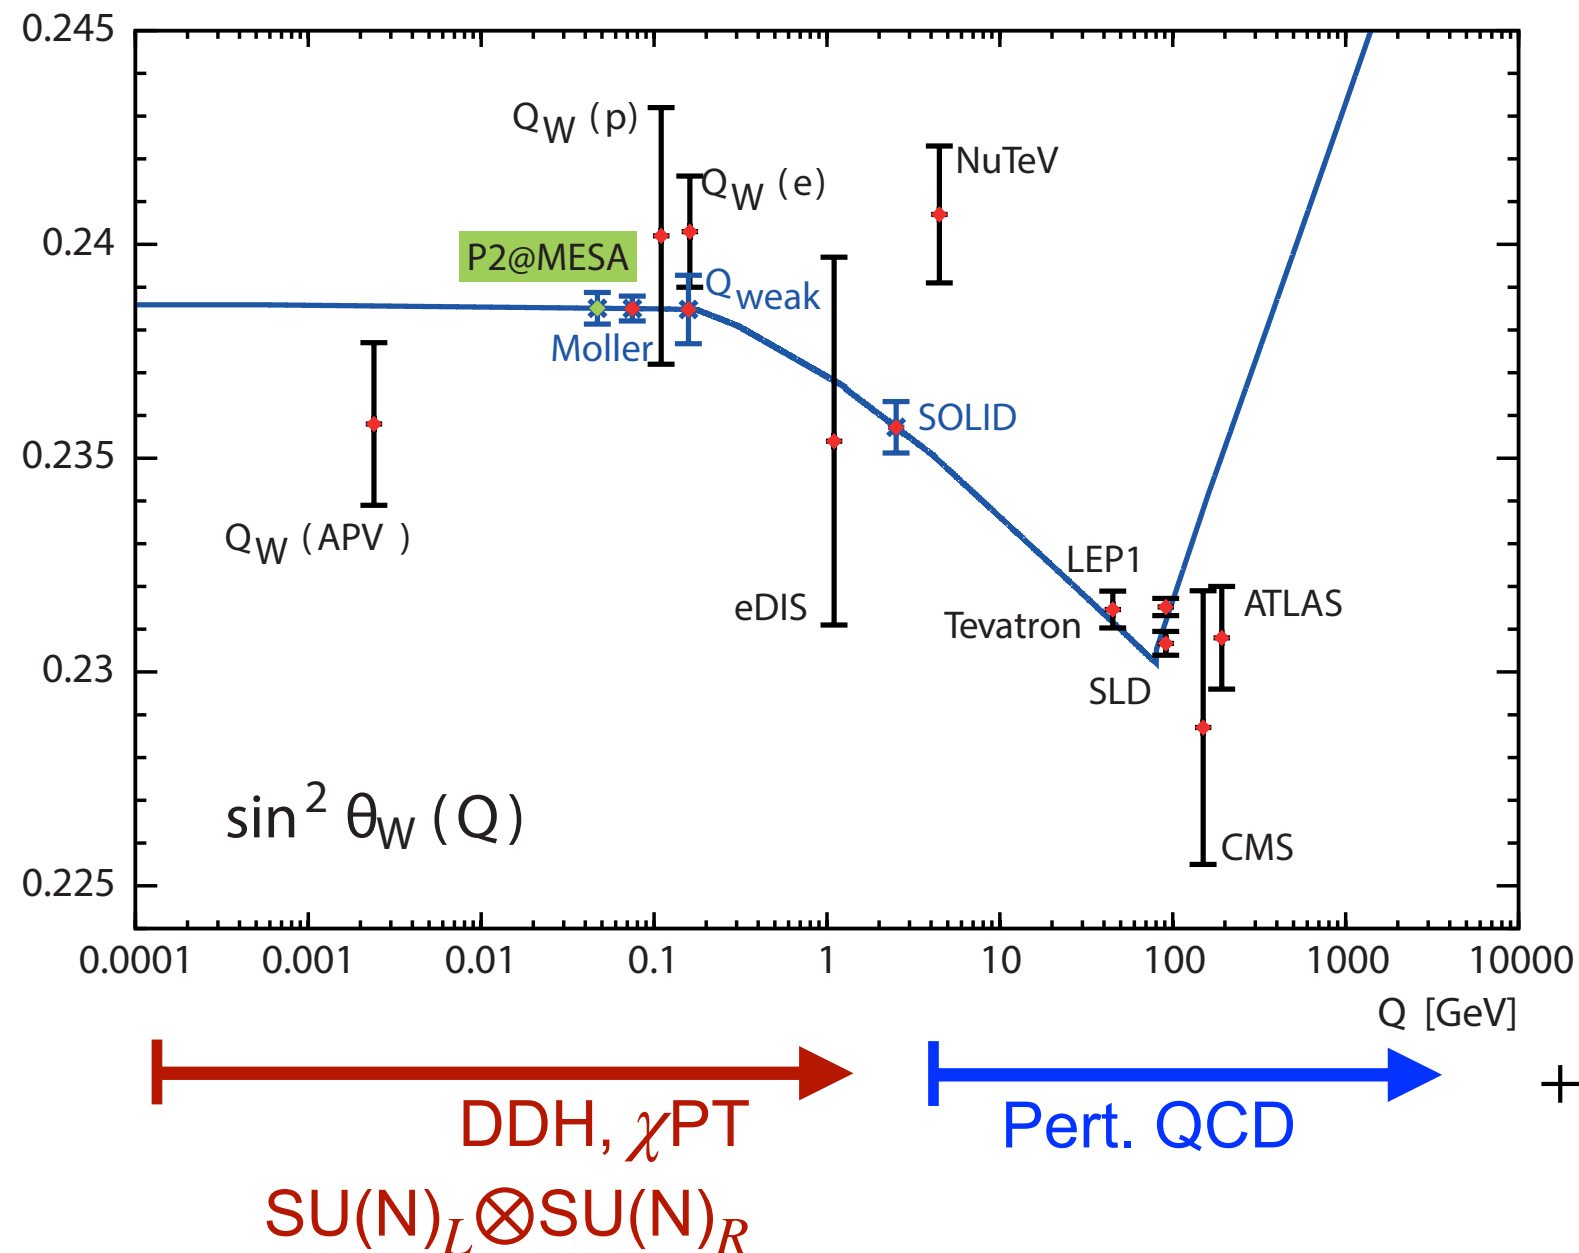 0.245
Q_W (p)
NuTeV
Q_W (e)
0.24
P2@MESA
Q_weak
Moller
SOLID
0.235
Q_W (APV )
LEP1
eDIS
ATLAS
Tevatron
0.23
SLD
sin² θ_W (Q)
CMS
0.225
0.0001 0.001 0.01 0.1 1 10 100 1000 10000
Q [GeV]
+
DDH, χPT
Pert. QCD
SU(N)_L⊗SU(N)_R